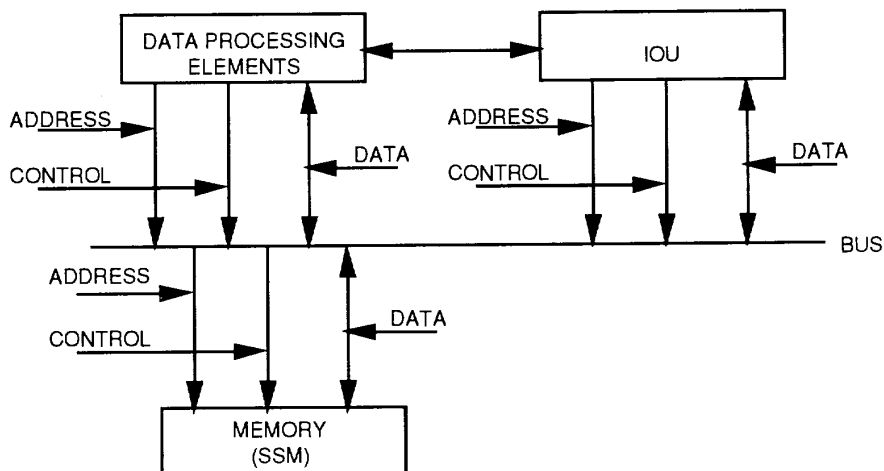 DATA PROCESSING
ELEMENTS
IOU
ADDRESS
CONTROL
DATA
ADDRESS
CONTROL
DATA
BUS
ADDRESS
CONTROL
DATA
MEMORY
(SSM)